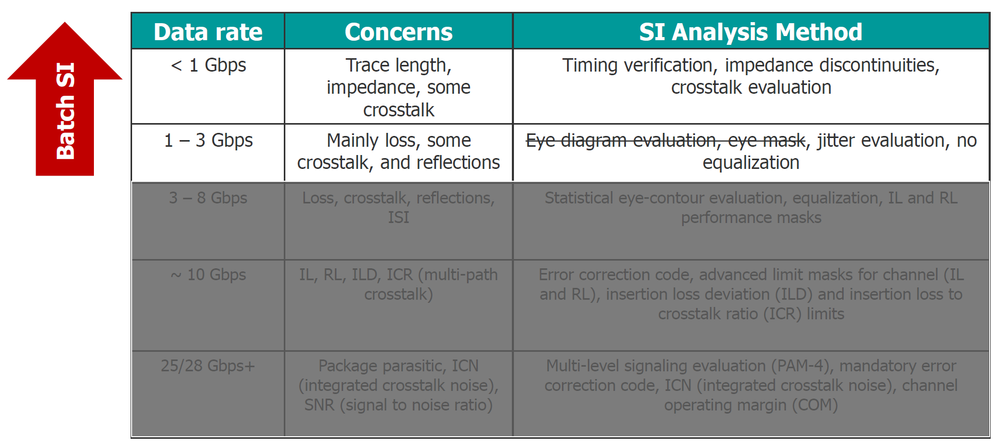 Batch SI
Data rate
Concerns
SI Analysis Method
< 1 Gbps
Trace length,
impedance, some
crosstalk
Timing verification, impedance discontinuities,
crosstalk evaluation
1 – 3 Gbps
Mainly loss, some
crosstalk, and reflections
Eye diagram evaluation, eye mask, jitter evaluation, no
equalization
3 – 8 Gbps
Loss, crosstalk, reflections,
ISI
Statistical eye-contour evaluation, equalization, IL and RL
performance masks
~ 10 Gbps
IL, RL, ILD, ICR (multi-path
crosstalk)
Error correction code, advanced limit masks for channel (IL
and RL), insertion loss deviation (ILD) and insertion loss to
crosstalk ratio (ICR) limits
25/28 Gbps+
Package parasitic, ICN
(integrated crosstalk noise),
SNR (signal to noise ratio)
Multi-level signaling evaluation (PAM-4), mandatory error
correction code, ICN (integrated crosstalk noise), channel
operating margin (COM)